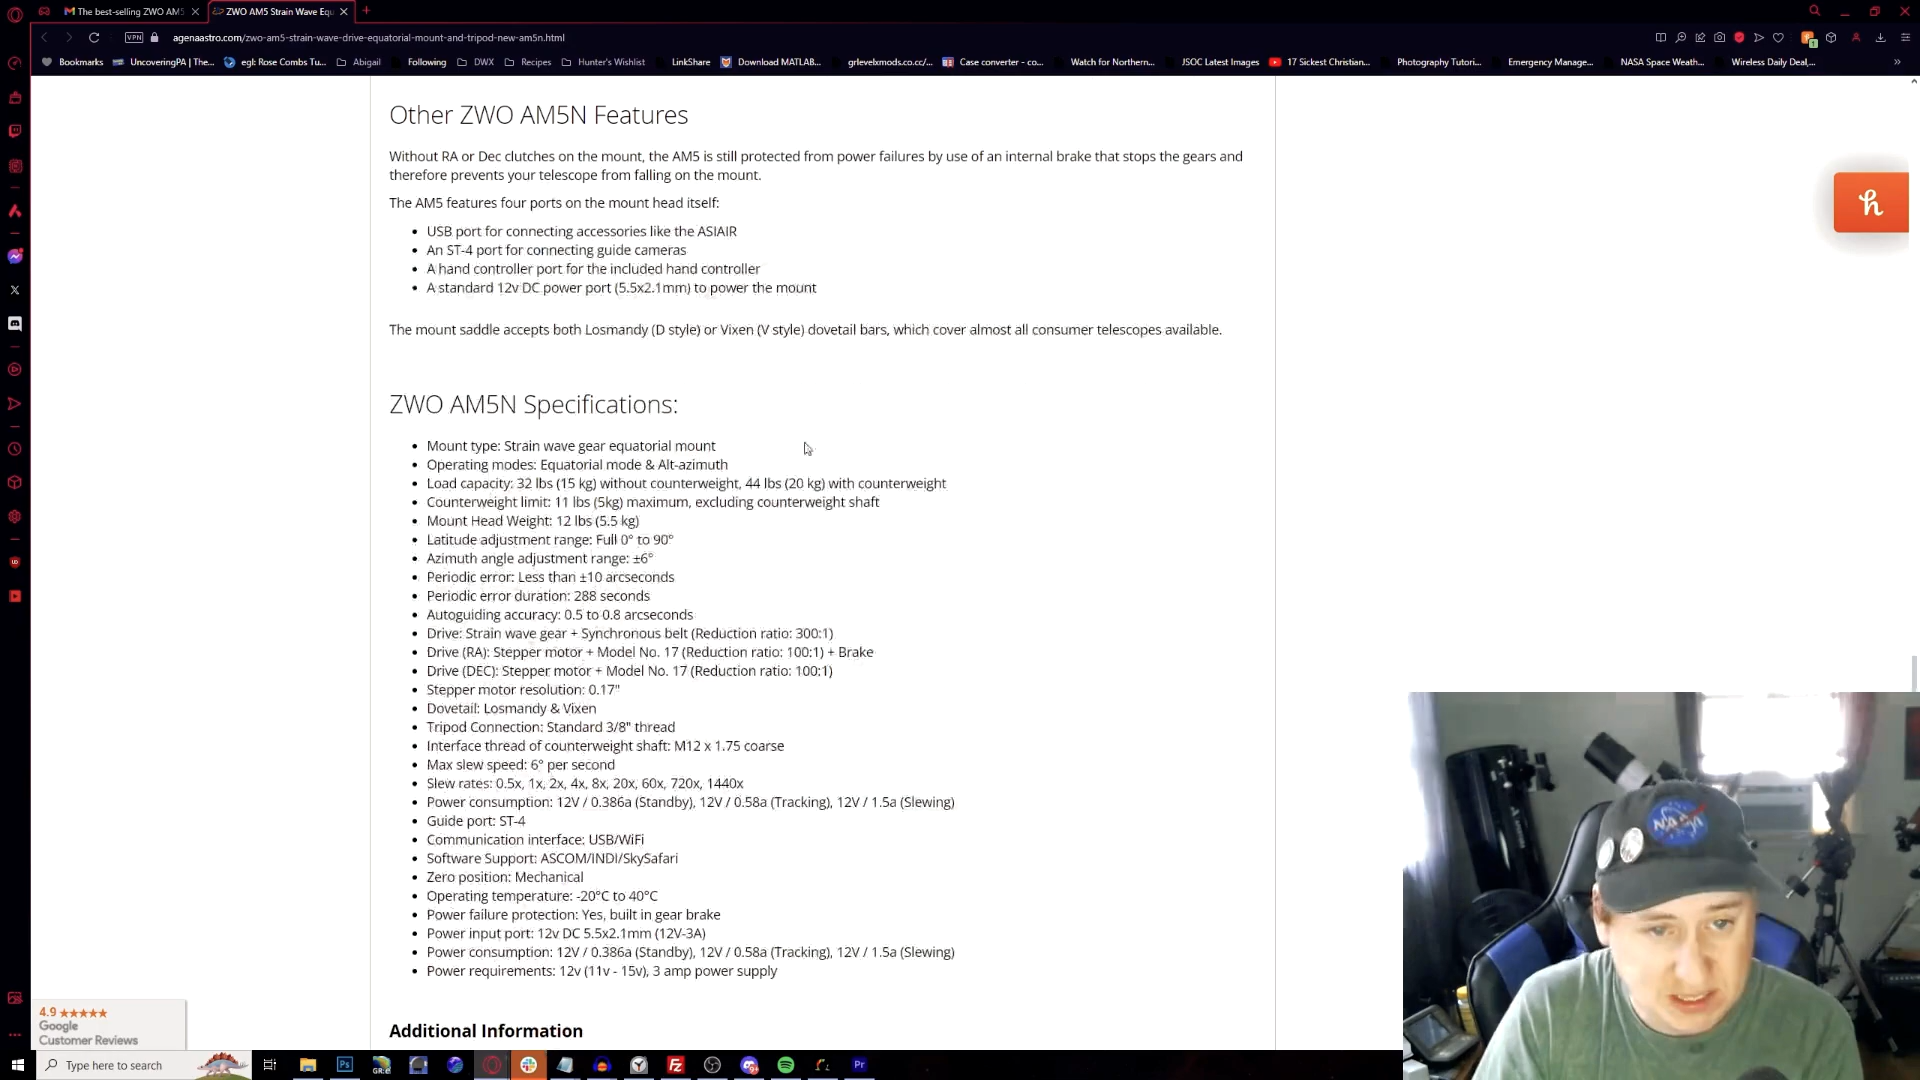 The best-selling ZWO AM5
ZWO AM5 Strain Wave Equ
VPN
agenaastro.com/zwo-am5-strain-wave-drive-equatorial-mount-and-tripod-new-am5n.html
Bookmarks
UncoveringPA | The...
egl: Rose Combs Tu...
Abigail
Following
DWX
Recipes
Hunter's Wishlist
LinkShare
Download MATLAB...
grlevelxmods.co.cc/...
Case converter - co...
Watch for Northern...
JSOC Latest Images
17 Sickest Christian...
Photography Tutori...
Emergency Manage...
NASA Space Weath...
Wireless Daily Deal,...
Other ZWO AM5N Features
Without RA or Dec clutches on the mount, the AM5 is still protected from power failures by use of an internal brake that stops the gears and
therefore prevents your telescope from falling on the mount.
The AM5 features four ports on the mount head itself:
USB port for connecting accessories like the ASIAIR
An ST-4 port for connecting guide cameras
A hand controller port for the included hand controller
A standard 12v DC power port (5.5x2.1mm) to power the mount
The mount saddle accepts both Losmandy (D style) or Vixen (V style) dovetail bars, which cover almost all consumer telescopes available.
ZWO AM5N Specifications:
Mount type: Strain wave gear equatorial mount
Operating modes: Equatorial mode & Alt-azimuth
Load capacity: 32 lbs (15 kg) without counterweight, 44 lbs (20 kg) with counterweight
Counterweight limit: 11 lbs (5kg) maximum, excluding counterweight shaft
Mount Head Weight: 12 lbs (5.5 kg)
Latitude adjustment range: Full 0° to 90°
Azimuth angle adjustment range: ±6°
Periodic error: Less than ±10 arcseconds
Periodic error duration: 288 seconds
Autoguiding accuracy: 0.5 to 0.8 arcseconds
Drive: Strain wave gear + Synchronous belt (Reduction ratio: 300:1)
Drive (RA): Stepper motor + Model No. 17 (Reduction ratio: 100:1) + Brake
Drive (DEC): Stepper motor + Model No. 17 (Reduction ratio: 100:1)
Stepper motor resolution: 0.17"
Dovetail: Losmandy & Vixen
Tripod Connection: Standard 3/8" thread
Interface thread of counterweight shaft: M12 x 1.75 coarse
Max slew speed: 6° per second
Slew rates: 0.5x, 1x, 2x, 4x, 8x, 20x, 60x, 720x, 1440x
Power consumption: 12V / 0.386a (Standby), 12V / 0.58a (Tracking), 12V / 1.5a (Slewing)
Guide port: ST-4
Communication interface: USB/WiFi
Software Support: ASCOM/INDI/SkySafari
Zero position: Mechanical
Operating temperature: -20°C to 40°C
Power failure protection: Yes, built in gear brake
Power input port: 12v DC 5.5x2.1mm (12V-3A)
Power consumption: 12V / 0.386a (Standby), 12V / 0.58a (Tracking), 12V / 1.5a (Slewing)
Power requirements: 12v (11v - 15v), 3 amp power supply
Additional Information
4.9 ★★★★★
Google
Customer Reviews
NASA
Type here to search